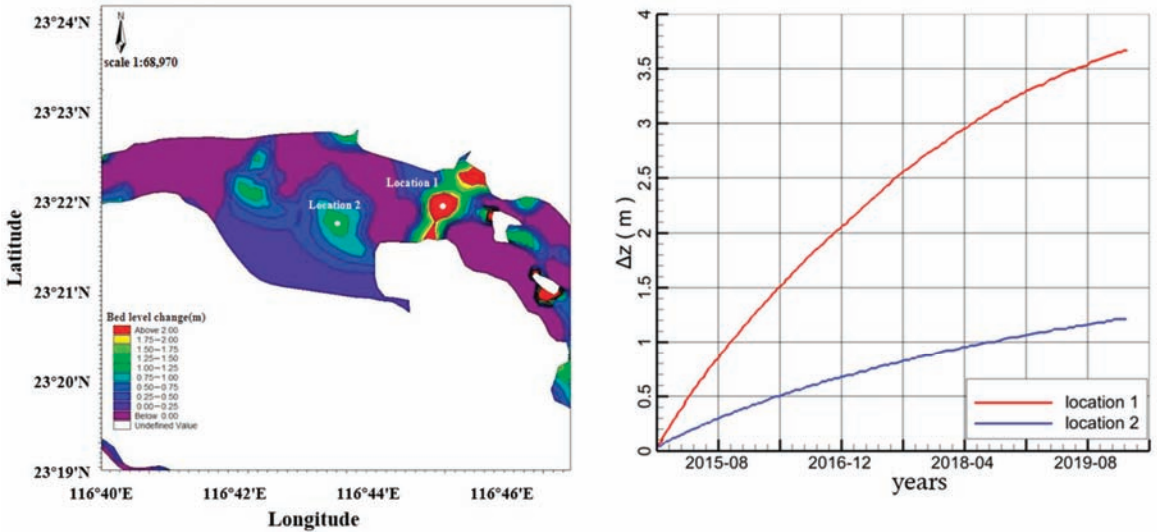 N
scale 1:68,970
23°24'N
23°23'N
23°22'N
23°21'N
23°20'N
23°19'N
Latitude
Location 1
Location 2
Bed level change(m)
Above 2.00
1.75–2.00
1.50–1.75
1.25–1.50
1.00–1.25
0.75–1.00
0.50–0.75
0.25–0.50
0.00–0.25
Below 0.00
Undefined Value
116°40'E 116°42'E 116°44'E 116°46'E
Longitude
4
3.5
3
2.5
2
1.5
1
0.5
0
Δz ( m )
location 1
location 2
2015-08 2016-12 2018-04 2019-08
years